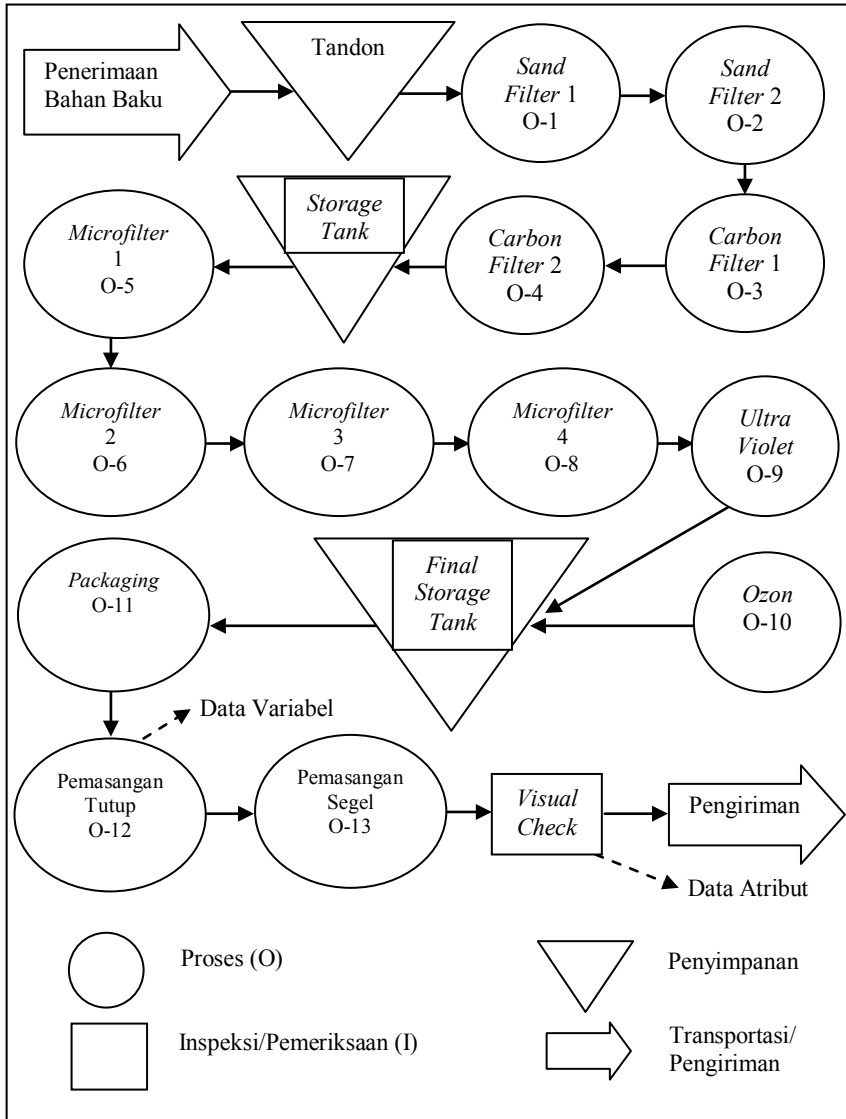 Penerimaan
Bahan Baku
Tandon
Sand
Filter 1
O-1
Sand
Filter 2
O-2
Carbon
Filter 1
O-3
Carbon
Filter 2
O-4
Storage
Tank
Microfilter
1
O-5
Microfilter
2
O-6
Microfilter
3
O-7
Microfilter
4
O-8
Ultra
Violet
O-9
Ozon
O-10
Final
Storage
Tank
Packaging
O-11
Data Variabel
Pemasangan
Tutup
O-12
Pemasangan
Segel
O-13
Visual
Check
Pengiriman
Data Atribut
Proses (O)
Penyimpanan
Inspeksi/Pemeriksaan (I)
Transportasi/
Pengiriman